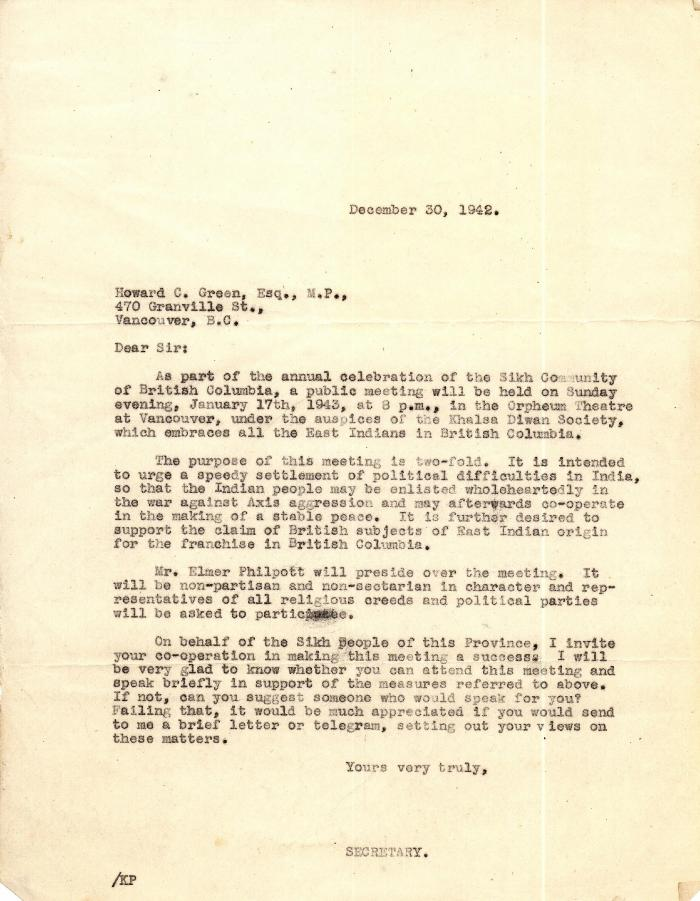 December 30, 1942.
Howard C. Green, Esq., M.P.,
470 Granville St.,
Vancouver, B.C.
Dear Sir:
As part of the annual celebration of the Sikh Community
of British Columbia, a public meeting will be held on Sunday
evening, January 17th, 1943, at 8 p.m., in the Orpheum Theatre
at Vancouver, under the auspices of the Khalsa Diwan Society,
which embraces all the East Indians in British Columbia.
The purpose of this meeting is two-fold. It is intended
to urge a speedy settlement of political difficulties in India,
so that the Indian people may be enlisted wholeheartedly in
the war against Axis aggression and may afterwards co-operate
in the making of a stable peace. It is further desired to
support the claim of British subjects of East Indian origin
for the franchise in British Columbia.
Mr. Elmer Philpott will preside over the meeting. It
will be non-partisan and non-sectarian in character and rep-
resentatives of all religious creeds and political parties
will be asked to participate.
On behalf of the Sikh People of this Province, I invite
your co-operation in making this meeting a success. I will
be very glad to know whether you can attend this meeting and
speak briefly in support of the measures referred to above.
If not, can you suggest someone who would speak for you?
Failing that, it would be much appreciated if you would send
to me a brief letter or telegram, setting out your views on
these matters.
Yours very truly,
SECRETARY.
/KP